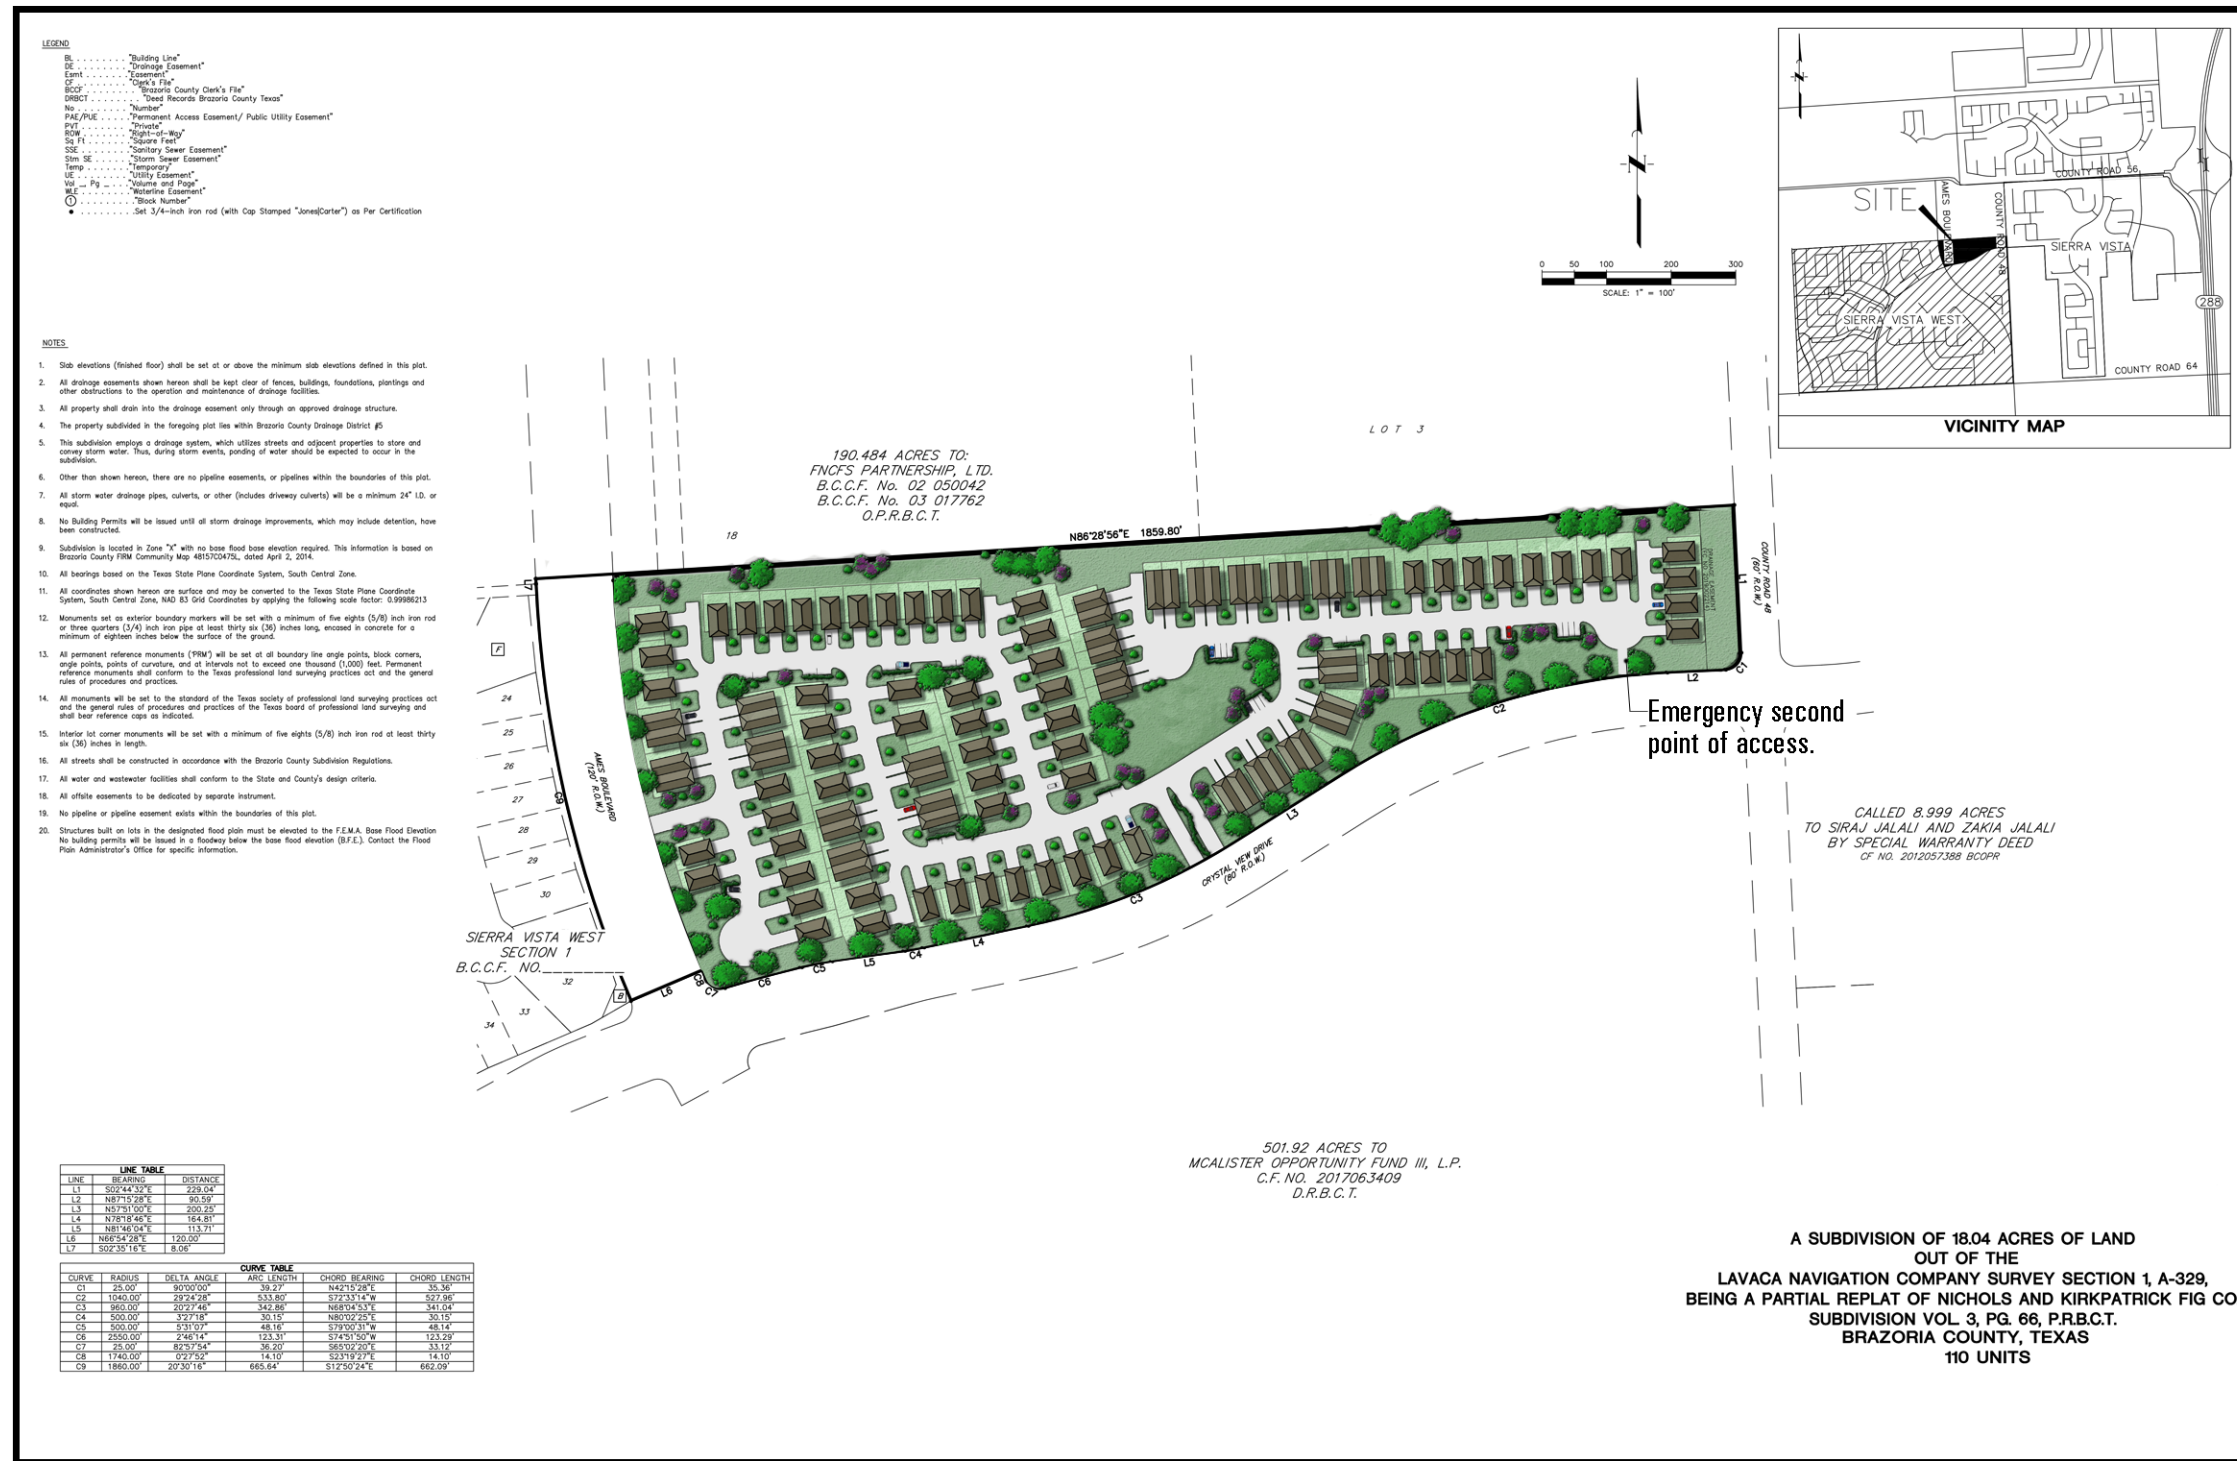 LEGEND
BL . . . . . . . . "Building Line"
DE . . . . . . . . "Drainage Easement"
Esmt . . . . . . . "Easement"
CF . . . . . . . . "Clerk's File"
BCCF . . . . . . . . "Brazoria County Clerk's File"
DRBCT . . . . . . . . "Deed Records Brazoria County Texas"
No . . . . . . . . "Number"
PAE/PUE . . . . . "Permanent Access Easement/ Public Utility Easement"
PVT . . . . . . . "Private"
ROW . . . . . . . "Right-of-Way"
Sq Ft . . . . . . . "Square Feet"
SSE . . . . . . . . "Sanitary Sewer Easement"
Stm SE . . . . . . "Storm Sewer Easement"
Temp . . . . . . . "Temporary"
UE . . . . . . . . "Utility Easement"
Vol __ Pg __ . . . "Volume and Page"
WLE . . . . . . . . "Waterline Easement"
1 . . . . . . . . "Block Number"
● . . . . . . . . .Set 3/4-inch iron rod (with Cap Stamped "Jones|Carter") as Per Certification
NOTES
1. Slab elevations (finished floor) shall be set at or above the minimum slab elevations defined in this plat.
2. All drainage easements shown hereon shall be kept clear of fences, buildings, foundations, plantings and
other obstructions to the operation and maintenance of drainage facilities.
3. All property shall drain into the drainage easement only through an approved drainage structure.
4. The property subdivided in the foregoing plat lies within Brazoria County Drainage District #5
5. This subdivision employs a drainage system, which utilizes streets and adjacent properties to store and
convey storm water. Thus, during storm events, ponding of water should be expected to occur in the
subdivision.
6. Other than shown hereon, there are no pipeline easements, or pipelines within the boundaries of this plat.
7. All storm water drainage pipes, culverts, or other (includes driveway culverts) will be a minimum 24" I.D. or
equal.
8. No Building Permits will be issued until all storm drainage improvements, which may include detention, have
been constructed.
9. Subdivision is located in Zone "X" with no base flood base elevation required. This information is based on
Brazoria County FIRM Community Map 48157C0475L, dated April 2, 2014.
10. All bearings based on the Texas State Plane Coordinate System, South Central Zone.
11. All coordinates shown hereon are surface and may be converted to the Texas State Plane Coordinate
System, South Central Zone, NAD 83 Grid Coordinates by applying the following scale factor: 0.99986213
12. Monuments set as exterior boundary markers will be set with a minimum of five eights (5/8) inch iron rod
or three quarters (3/4) inch iron pipe at least thirty six (36) inches long, encased in concrete for a
minimum of eighteen inches below the surface of the ground.
13. All permanent reference monuments ("PRM") will be set at all boundary line angle points, block corners,
angle points, points of curvature, and at intervals not to exceed one thousand (1,000) feet. Permanent
reference monuments shall conform to the Texas professional land surveying practices act and the general
rules of procedures and practices.
14. All monuments will be set to the standard of the Texas society of professional land surveying practices act
and the general rules of procedures and practices of the Texas board of professional land surveying and
shall bear reference caps as indicated.
15. Interior lot corner monuments will be set with a minimum of five eights (5/8) inch iron rod at least thirty
six (36) inches in length.
16. All streets shall be constructed in accordance with the Brazoria County Subdivision Regulations.
17. All water and wastewater facilities shall conform to the State and County's design criteria.
18. All offsite easements to be dedicated by separate instrument.
19. No pipeline or pipeline easement exists within the boundaries of this plat.
20. Structures built on lots in the designated flood plain must be elevated to the F.E.M.A. Base Flood Elevation
No building permits will be issued in a floodway below the base flood elevation (B.F.E.). Contact the Flood
Plain Administrator's Office for specific information.
N
0 50 100 200 300
SCALE: 1" = 100'
N
SITE
AMES BOULEVARD
COUNTY ROAD 56
COUNTY ROAD 48
SIERRA VISTA
SIERRA VISTA WEST
288
COUNTY ROAD 64
VICINITY MAP
LOT 3
190.484 ACRES TO:
FNCFS PARTNERSHIP, LTD.
B.C.C.F. No. 02 050042
B.C.C.F. No. 03 017762
O.P.R.B.C.T.
18
N86°28'56"E 1859.80'
L7
F
24
25
26
27
28
29
30
32
33
34
C9
AMES BOULEVARD
(120' R.O.W.)
SIERRA VISTA WEST
SECTION 1
B.C.C.F. NO.________
B
L6
C8
C7
C6
C5
L5
C4
L4
C3
CRYSTAL VIEW DRIVE
(80' R.O.W.)
L3
C2
L2
C1
L1
COUNTY ROAD 48
(60' R.O.W.)
Emergency second
point of access.
CALLED 8.999 ACRES
TO SIRAJ JALALI AND ZAKIA JALALI
BY SPECIAL WARRANTY DEED
CF NO. 2012057388 BCOPR
501.92 ACRES TO
MCALISTER OPPORTUNITY FUND III, L.P.
C.F. NO. 2017063409
D.R.B.C.T.
LINE TABLE
LINE BEARING DISTANCE
L1 S02°44'32"E 229.04'
L2 N87°15'28"E 90.59'
L3 N57°51'00"E 200.25'
L4 N78°18'46"E 164.81'
L5 N81°46'04"E 113.71'
L6 N66°54'28"E 120.00'
L7 S02°35'16"E 8.06'
CURVE TABLE
CURVE RADIUS DELTA ANGLE ARC LENGTH CHORD BEARING CHORD LENGTH
C1 25.00' 90°00'00" 39.27' N42°15'28"E 35.36'
C2 1040.00' 29°24'28" 533.80' S72°33'14"W 527.96'
C3 960.00' 20°27'46" 342.86' N68°04'53"E 341.04'
C4 500.00' 3°27'18" 30.15' N80°02'25"E 30.15'
C5 500.00' 5°31'07" 48.16' S79°00'31"W 48.14'
C6 2550.00' 2°46'14" 123.31' S74°51'50"W 123.29'
C7 25.00' 82°57'54" 36.20' S65°02'20"E 33.12'
C8 1740.00' 0°27'52" 14.10' S23°19'27"E 14.10'
C9 1860.00' 20°30'16" 665.64' S12°50'24"E 662.09'
A SUBDIVISION OF 18.04 ACRES OF LAND
OUT OF THE
LAVACA NAVIGATION COMPANY SURVEY SECTION 1, A-329,
BEING A PARTIAL REPLAT OF NICHOLS AND KIRKPATRICK FIG CO
SUBDIVISION VOL. 3, PG. 66, P.R.B.C.T.
BRAZORIA COUNTY, TEXAS
110 UNITS